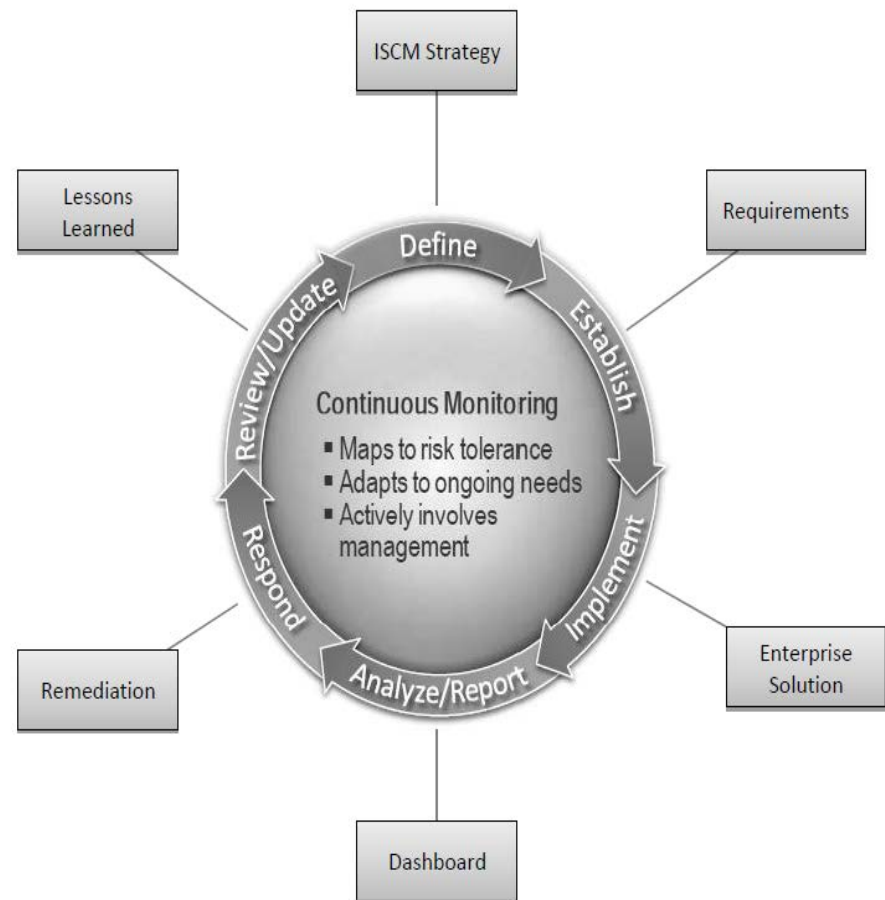 ISCM Strategy
Lessons
Learned
Requirements
Define
Establish
Implement
Analyze/Report
Respond
Review/Update
Continuous Monitoring
▪ Maps to risk tolerance
▪ Adapts to ongoing needs
▪ Actively involves
management
Remediation
Enterprise
Solution
Dashboard